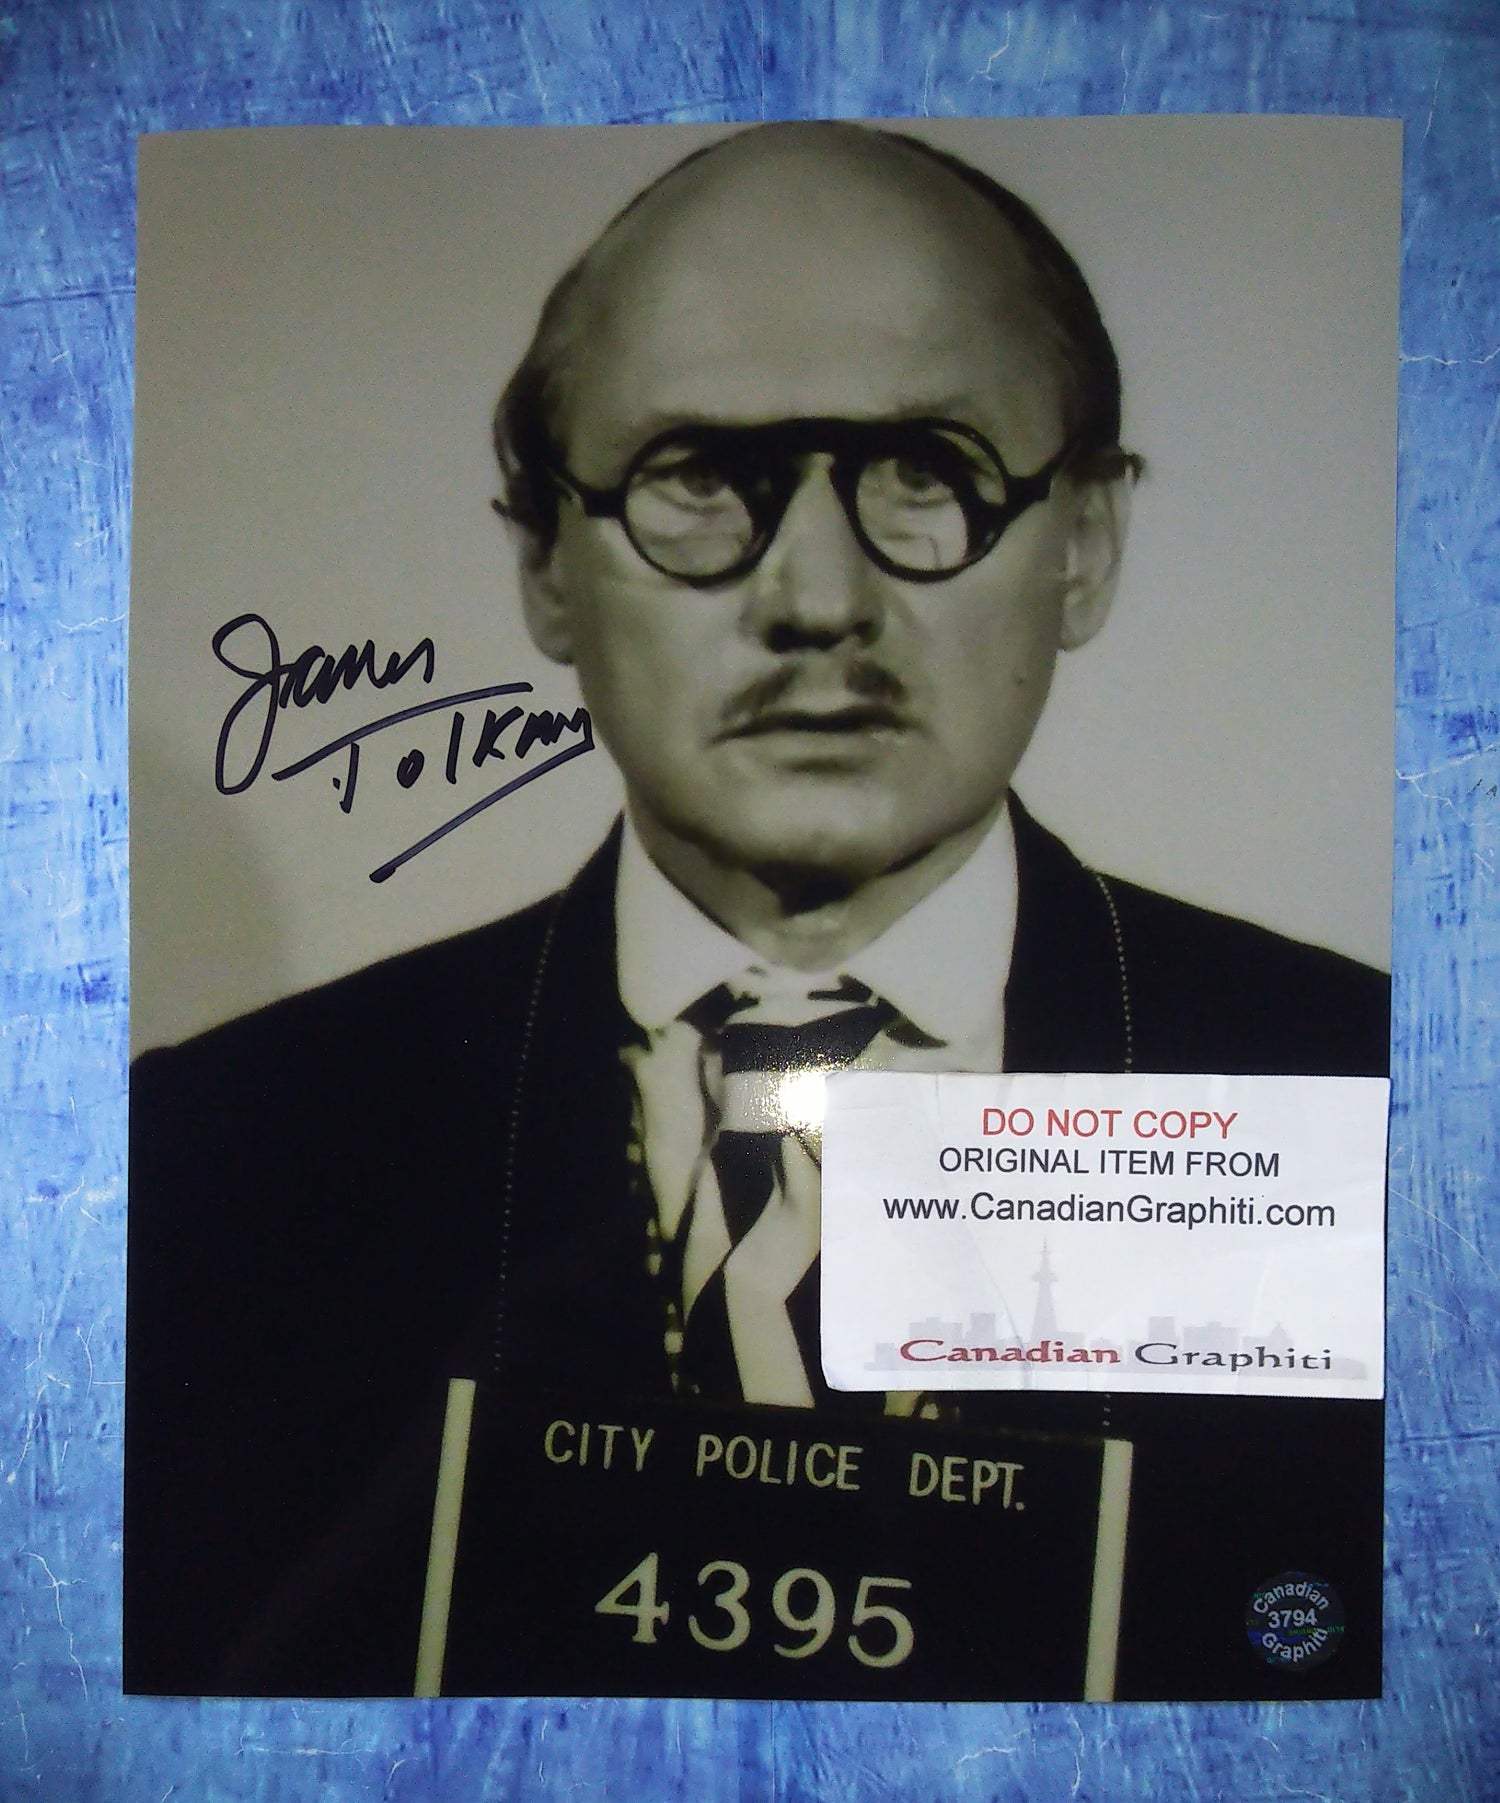 James
Tolkan
DO NOT COPY
ORIGINAL ITEM FROM
www.CanadianGraphiti.com
Canadian Graphiti
CITY POLICE DEPT.
4395
Canadian
3794
Graphiti